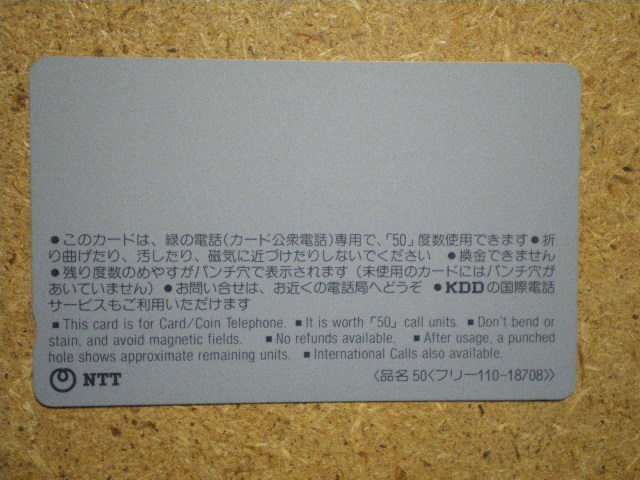 ●このカードは、緑の電話(カード公衆電話)専用で、「50」度数使用できます●折
り曲げたり、汚したり、磁気に近づけたりしないでください　●換金できません
●残り度数のめやすがパンチ穴で表示されます (未使用のカードにはパンチ穴が
あいていません) ●お問い合せは、お近くの電話局へどうぞ ●KDDの国際電話
サービスもご利用いただけます
■This card is for Card/Coin Telephone. ■It is worth「50」call units. ■Don't bend or
stain, and avoid magnetic fields. ■No refunds available. ■After usage, a punched
hole shows approximate remaining units. ■International Calls also available.
NTT
〈品名 50〈フリー110-18708〉〉